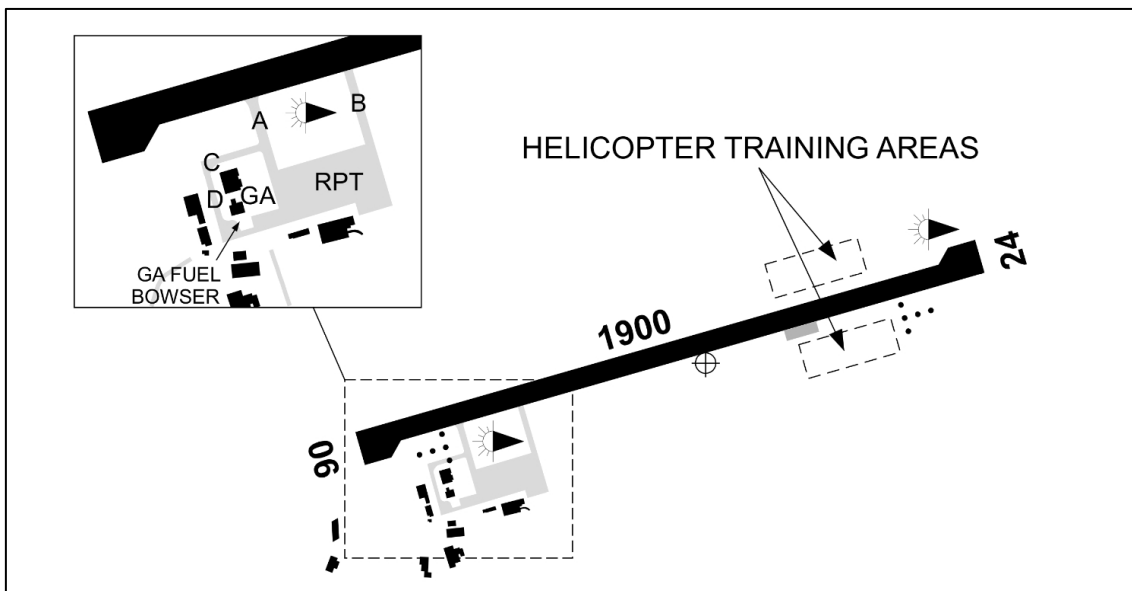 A
B
C
D
GA
RPT
GA FUEL
BOWSER
HELICOPTER TRAINING AREAS
24
1900
06